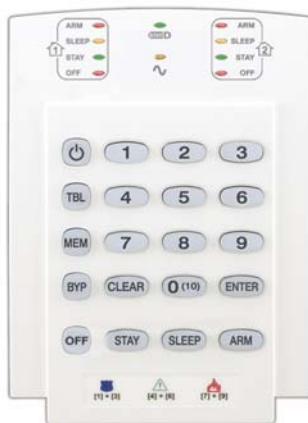 ARM ARM
SLEEP SLEEP
1 2
STAY STAY
OFF OFF
1 2 3
TBL 4 5 6
MEM 7 8 9
BYP CLEAR 0 (10) ENTER
OFF STAY SLEEP ARM
[1] + [3] [4] + [6] [7] + [9]